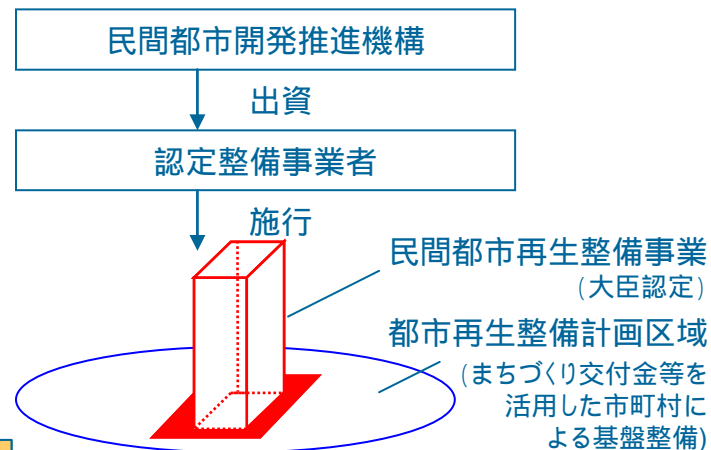 民間都市開発推進機構
出資
認定整備事業者
施行
民間都市再生整備事業
(大臣認定)
都市再生整備計画区域
(まちづくり交付金等を
活用した市町村に
よる基盤整備)